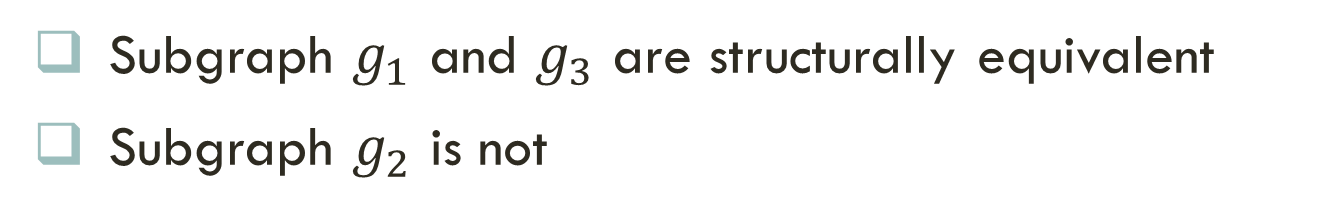 Subgraph g₁ and g₃ are structurally equivalent
Subgraph g₂ is not